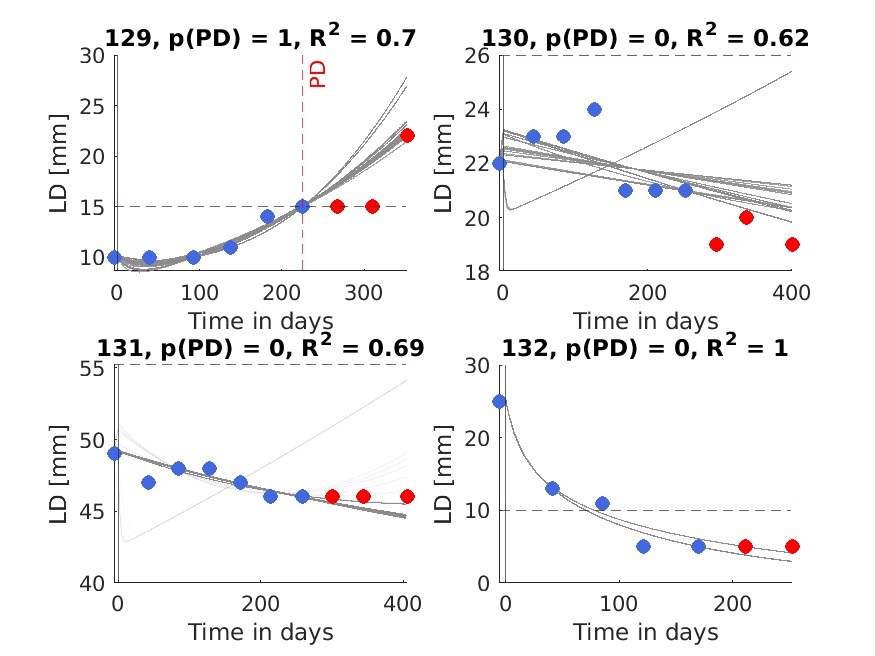 129, p(PD) = 1, R² = 0.7
30
25
20
15
10
LD [mm]
PD
0
100
200
300
Time in days
130, p(PD) = 0, R² = 0.62
26
24
22
20
18
LD [mm]
0
200
400
Time in days
131, p(PD) = 0, R² = 0.69
55
50
45
40
LD [mm]
0
200
400
Time in days
132, p(PD) = 0, R² = 1
30
20
10
0
LD [mm]
0
100
200
Time in days